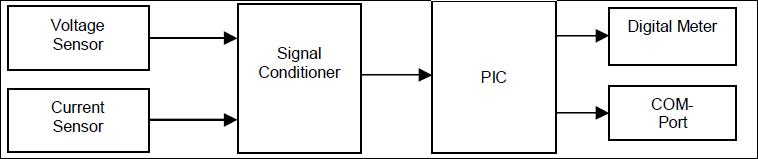 Voltage
Sensor
Current
Sensor
Signal
Conditioner
PIC
Digital Meter
COM-
Port